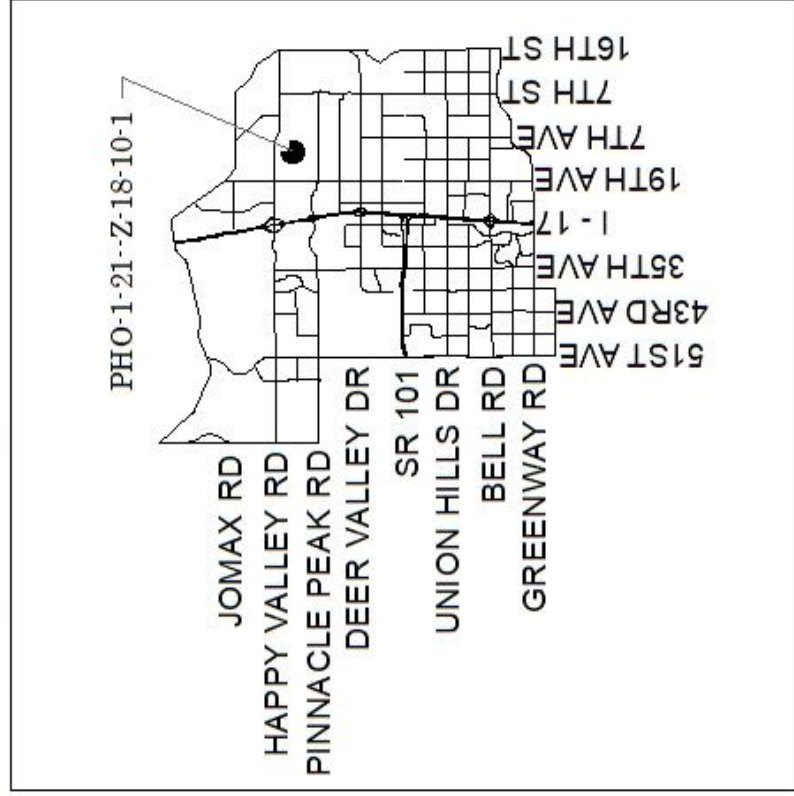 PHO-1-21--Z-18-10-1
JOMAX RD
HAPPY VALLEY RD
PINNACLE PEAK RD
DEER VALLEY DR
SR 101
UNION HILLS DR
BELL RD
GREENWAY RD
51ST AVE
43RD AVE
35TH AVE
I - 17
19TH AVE
7TH AVE
7TH ST
16TH ST